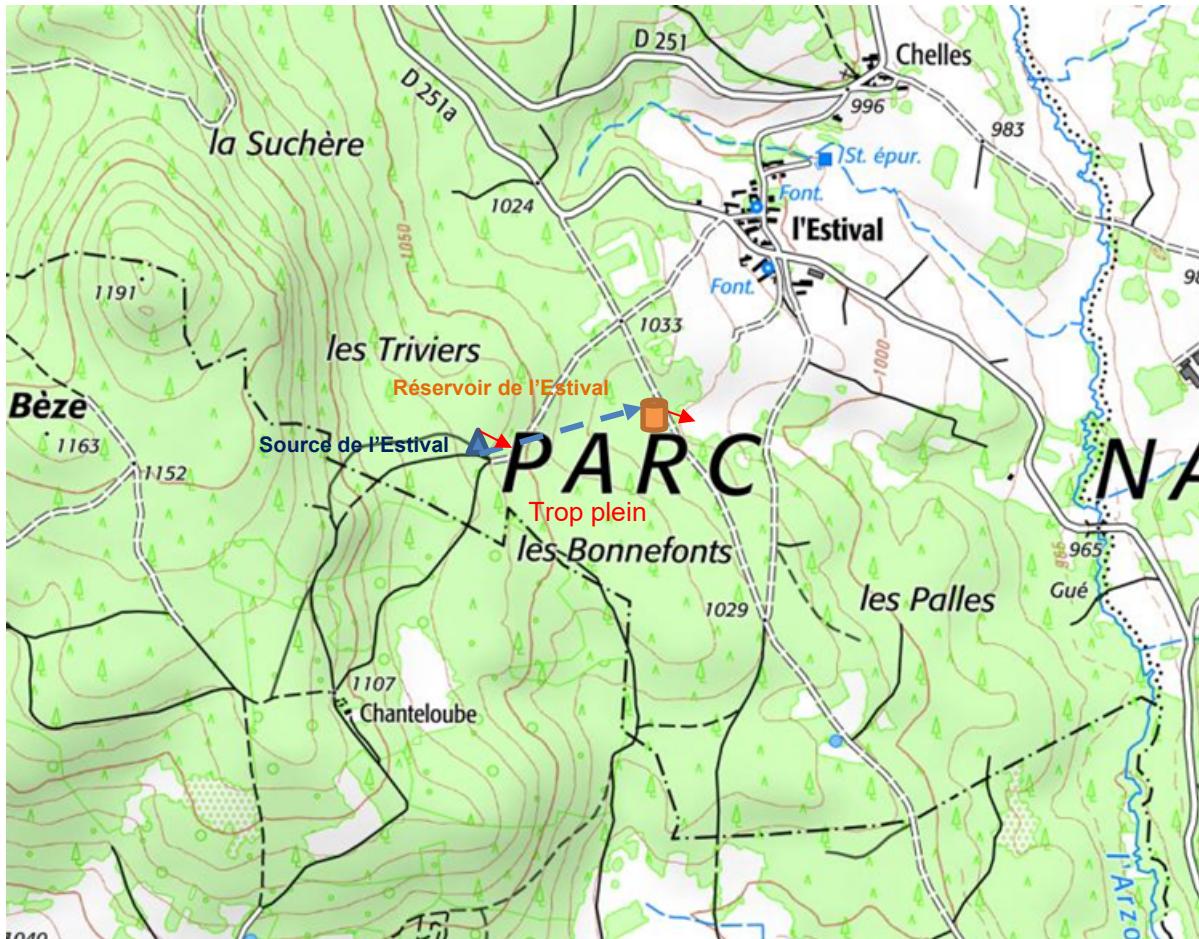 D 251
Chelles
D 251a
996
la Suchère
983
St. épur.
Font.
1024
l'Estival
1050
Font.
98
1191
1033
les Triviers
1000
Réservoir de l'Estival
Bèze
Source de l'Estival
1163
1152
PARC
NA
Trop plein
les Bonnefonts
965
966
Gué
1029
les Palles
1107
Chanteloube
l'Arzo
1040